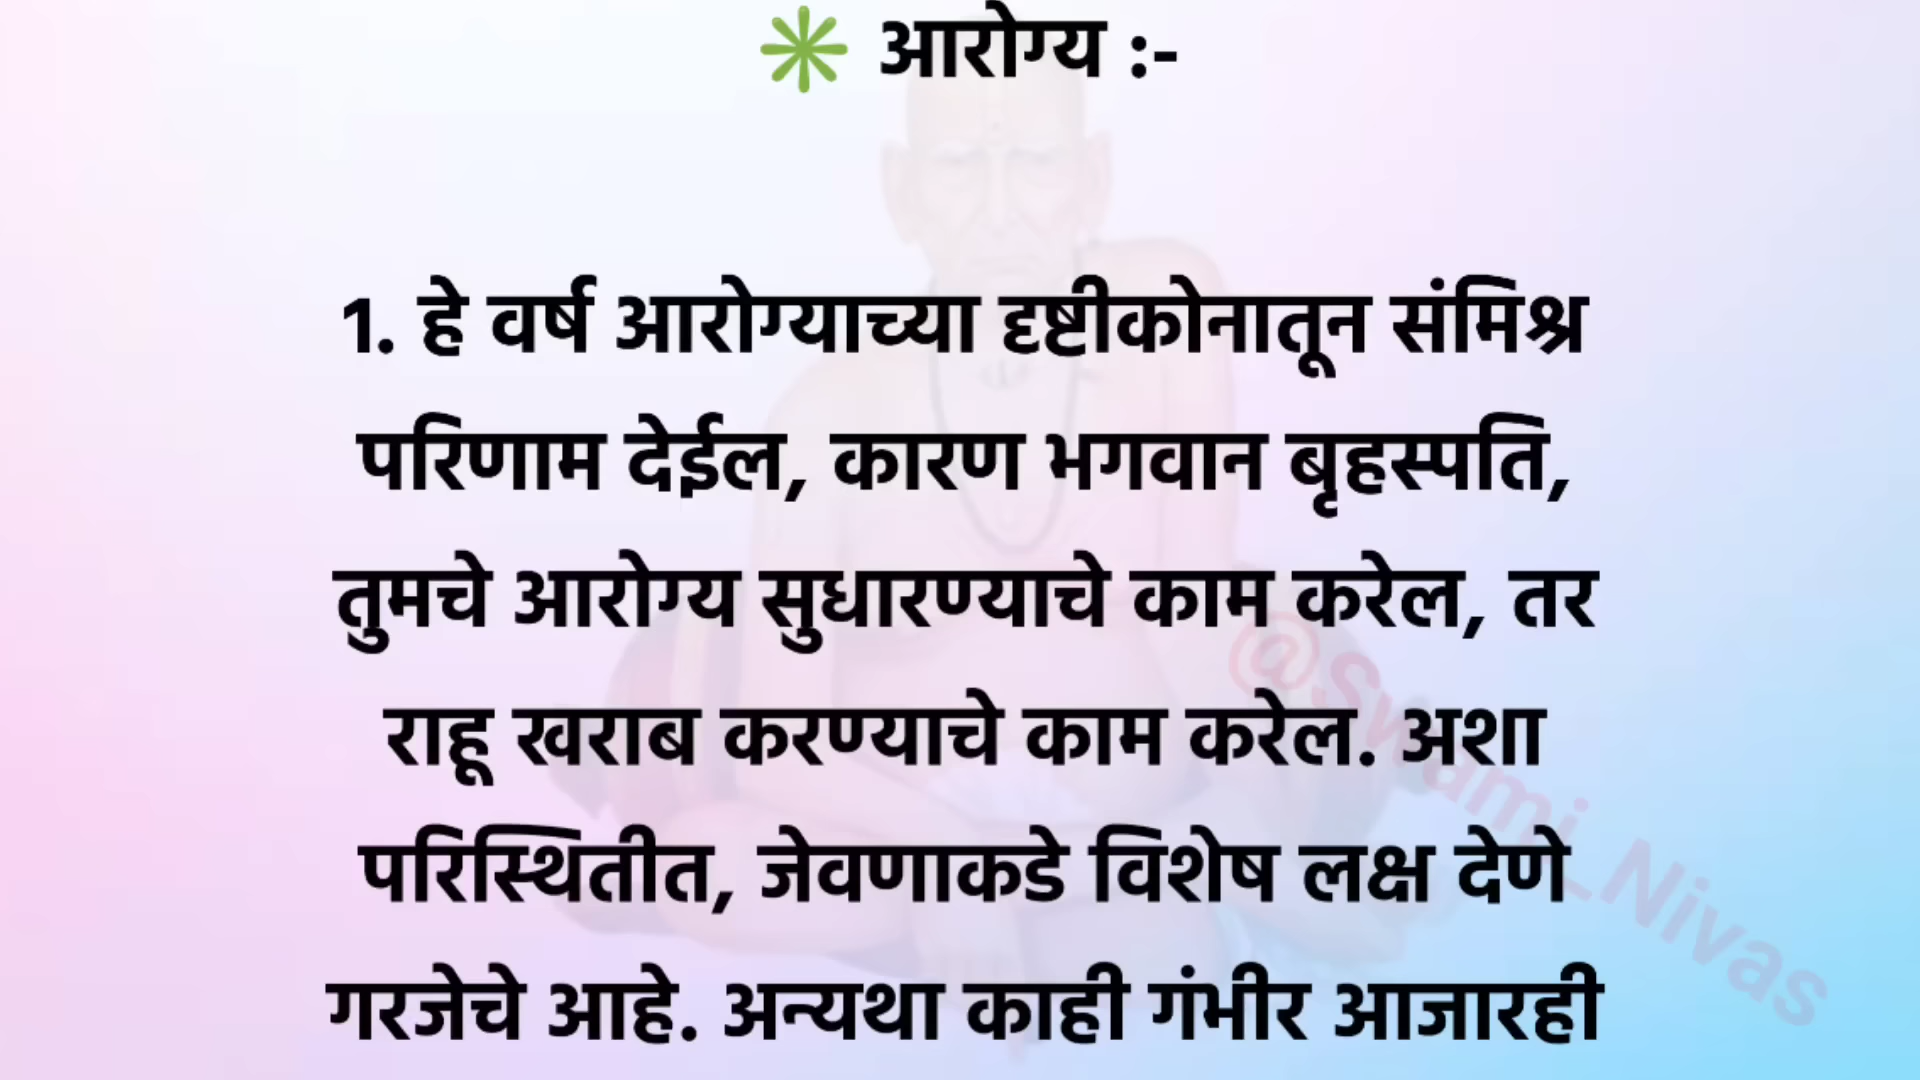 ✳ आरोग्य :-
1. हे वर्ष आरोग्याच्या दृष्टीकोनातून संमिश्र
परिणाम देईल, कारण भगवान बृहस्पति,
तुमचे आरोग्य सुधारण्याचे काम करेल, तर
राहू खराब करण्याचे काम करेल. अशा
परिस्थितीत, जेवणाकडे विशेष लक्ष देणे
गरजेचे आहे. अन्यथा काही गंभीर आजारही
@Swami_Nivas